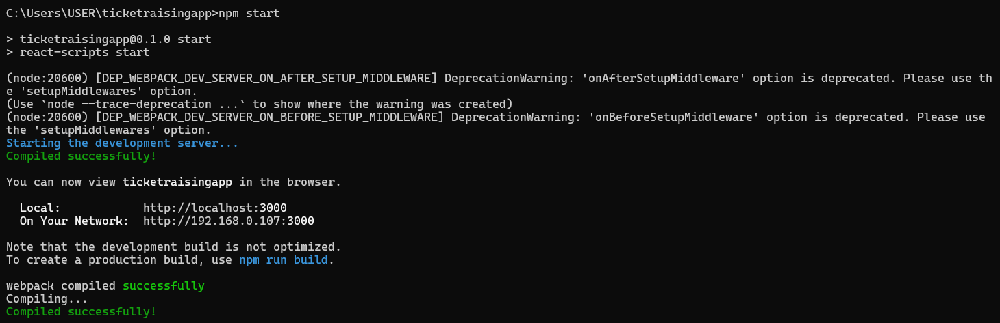 C:\Users\USER\ticketraisingapp>npm start
> ticketraisingapp@0.1.0 start
> react-scripts start
(node:20600) [DEP_WEBPACK_DEV_SERVER_ON_AFTER_SETUP_MIDDLEWARE] DeprecationWarning: 'onAfterSetupMiddleware' option is deprecated. Please use th
e 'setupMiddlewares' option.
(Use `node --trace-deprecation ...` to show where the warning was created)
(node:20600) [DEP_WEBPACK_DEV_SERVER_ON_BEFORE_SETUP_MIDDLEWARE] DeprecationWarning: 'onBeforeSetupMiddleware' option is deprecated. Please use
the 'setupMiddlewares' option.
Starting the development server...
Compiled successfully!
You can now view ticketraisingapp in the browser.
  Local:            http://localhost:3000
  On Your Network:  http://192.168.0.107:3000
Note that the development build is not optimized.
To create a production build, use npm run build.
webpack compiled successfully
Compiling...
Compiled successfully!